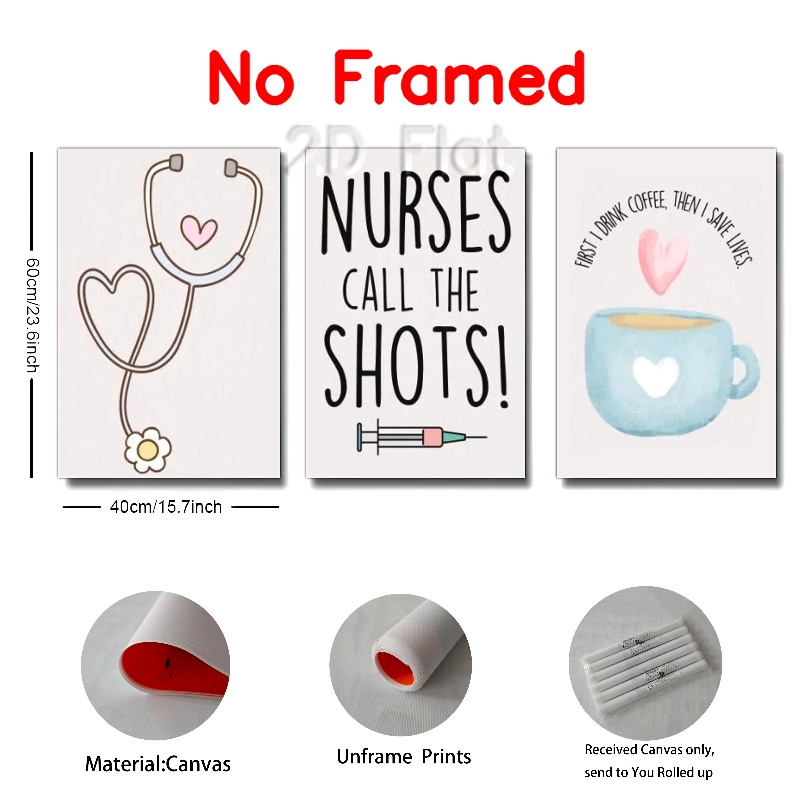 No Framed
2D Flat
60cm/23.6inch
NURSES
CALL THE
SHOTS!
FIRST I DRINK COFFEE, THEN I SAVE LIVES.
40cm/15.7inch
Material:Canvas
Unframe Prints
Received Canvas only,
send to You Rolled up